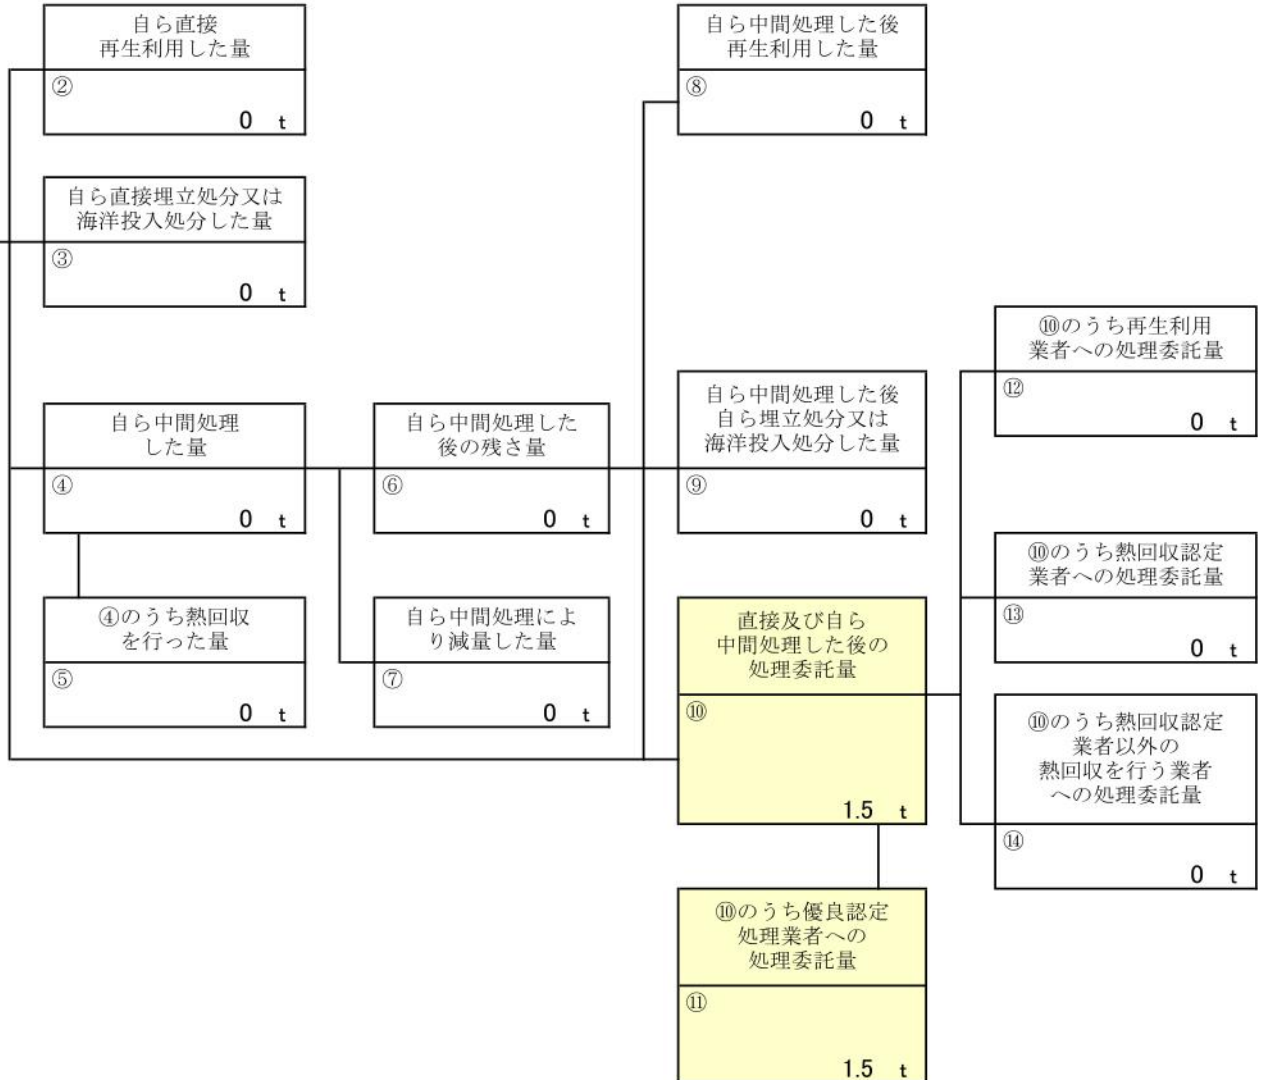 自ら直接
再生利用した量
②
0 t
自ら中間処理した後
再生利用した量
⑧
0 t
自ら直接埋立処分又は
海洋投入処分した量
③
0 t
⑩のうち再生利用
業者への処理委託量
⑫
0 t
自ら中間処理
した量
④
0 t
自ら中間処理した
後の残さ量
⑥
0 t
自ら中間処理した後
自ら埋立処分又は
海洋投入処分した量
⑨
0 t
⑩のうち熱回収認定
業者への処理委託量
⑬
0 t
④のうち熱回収
を行った量
⑤
0 t
自ら中間処理によ
り減量した量
⑦
0 t
直接及び自ら
中間処理した後の
処理委託量
⑩
1.5 t
⑩のうち熱回収認定
業者以外の
熱回収を行う業者
への処理委託量
⑭
0 t
⑩のうち優良認定
処理業者への
処理委託量
⑪
1.5 t